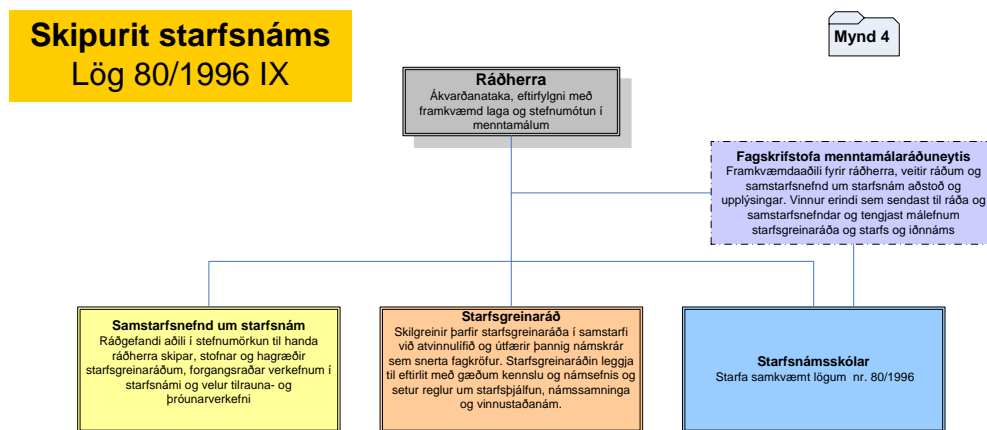 Skipurit starfsnáms
Lög 80/1996 IX
Mynd 4
Ráðherra
Ákvarðanataka, eftirfylgni með
framkvæmd laga og stefnumótun í
menntamálum
Fagskrifstofa menntamálaráðuneytis
Framkvæmdaaðili fyrir ráðherra, veitir ráðum og
samstarfsnefnd um starfsnám aðstoð og
upplýsingar. Vinnur erindi sem sendast til ráða og
samstarfsnefndar og tengjast málefnum
starfsgreinaráða og starfs og iðnnáms
Samstarfsnefnd um starfsnám
Ráðgefandi aðili í stefnumörkun til handa
ráðherra skipar, stofnar og hagræðir
starfsgreinaráðum, forgangsraðar verkefnum í
starfsnámi og velur tilrauna- og
þróunarverkefni
Starfsgreinaráð
Skilgreinir þarfir starfsgreinaráða í samstarfi
við atvinnulífið og útfærir þannig námskrár
sem snerta fagkröfur. Starfsgreinaráðin leggja
til eftirlit með gæðum kennslu og námsefnis og
setur reglur um starfsþjálfun, námssamninga
og vinnustaðanám.
Starfsnámsskólar
Starfa samkvæmt lögum nr. 80/1996